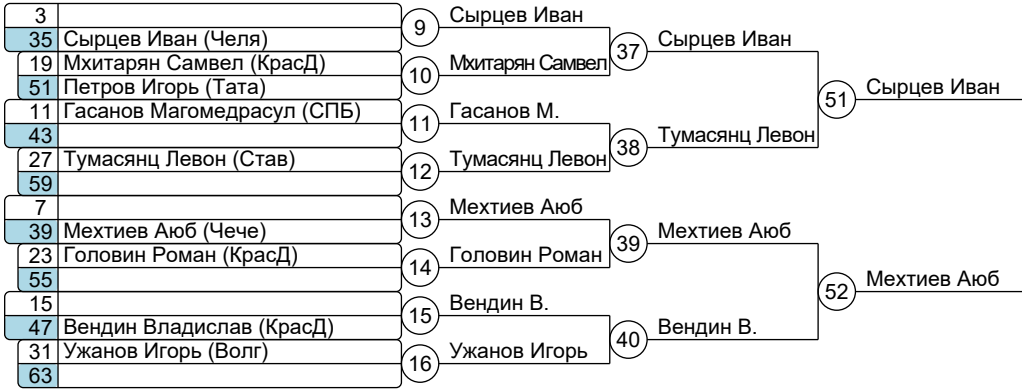 3
35 Сырцев Иван (Челя)
19 Мхитарян Самвел (КрасД)
51 Петров Игорь (Тата)
11 Гасанов Магомедрасул (СПБ)
43
27 Тумасянц Левон (Став)
59
7
39 Мехтиев Аюб (Чече)
23 Головин Роман (КрасД)
55
15
47 Вендин Владислав (КрасД)
31 Ужанов Игорь (Волг)
63
9 Сырцев Иван
10 Мхитарян Самвел
11 Гасанов М.
12 Тумасянц Левон
13 Мехтиев Аюб
14 Головин Роман
15 Вендин В.
16 Ужанов Игорь
37 Сырцев Иван
38 Тумасянц Левон
39 Мехтиев Аюб
40 Вендин В.
51 Сырцев Иван
52 Мехтиев Аюб